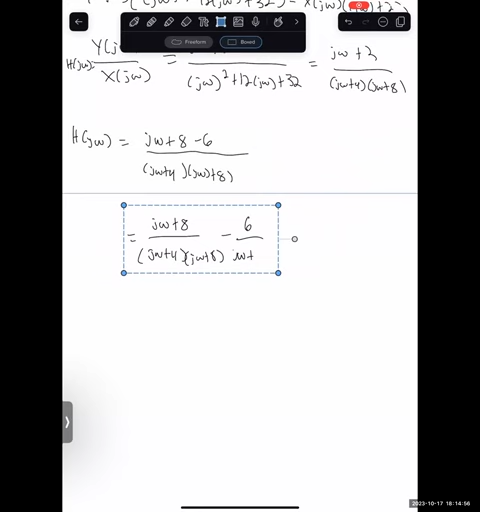 H(jω): Y(j / X(jω) = / (jω)²+12(jω)+32 = jω+2 / (jω+4)(jω+8)
Freeform Boxed
H(jω) = jω+8-6 / (jω+4)(jω+8)
= jω+8 / (jω+4)(jω+8) - 6 / jω+
2023-10-17 18:14:56